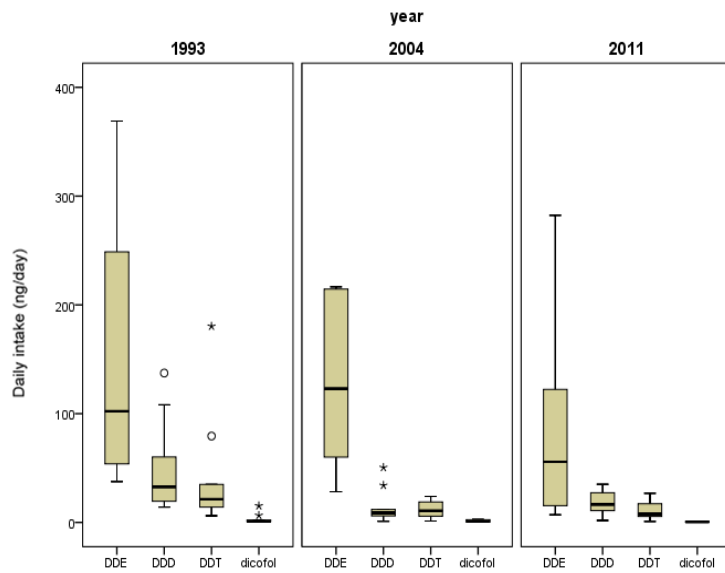 year
1993 2004 2011
400
300
200
100
0
Daily intake (ng/day)
DDE DDD DDT dicofol DDE DDD DDT dicofol DDE DDD DDT dicofol